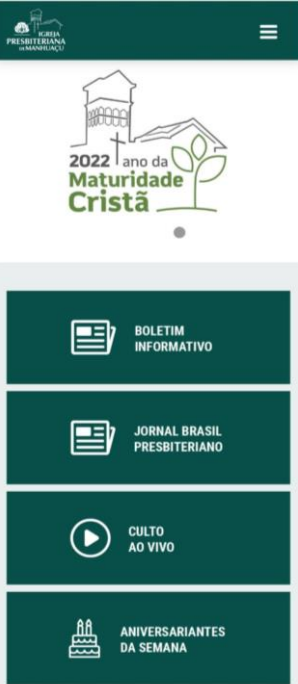 IGREJA
PRESBITERIANA
DE MANHUAÇU
2022 ano da
Maturidade
Cristã
BOLETIM
INFORMATIVO
JORNAL BRASIL
PRESBITERIANO
CULTO
AO VIVO
ANIVERSARIANTES
DA SEMANA